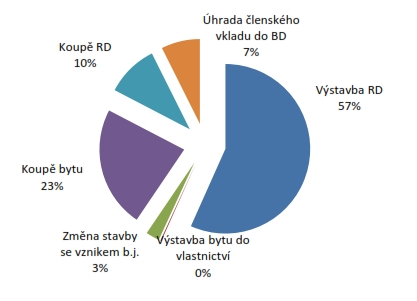 Úhrada členského
vkladu do BD
7%
Výstavba RD
57%
Výstavba bytu do
vlastnictví
0%
Změna stavby
se vznikem b.j.
3%
Koupě bytu
23%
Koupě RD
10%